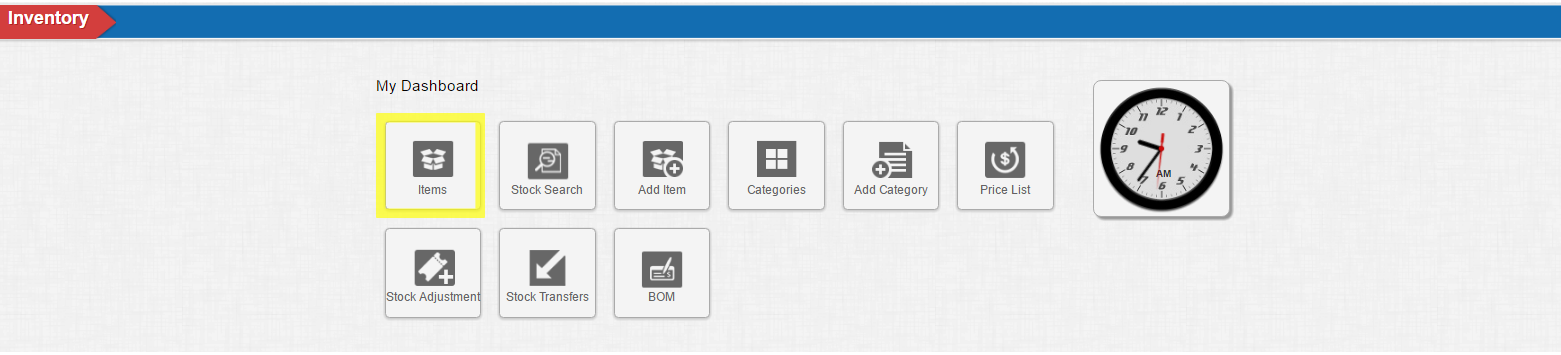 Inventory
My Dashboard
Items
Stock Search
Add Item
Categories
Add Category
Price List
12
1
2
3
4
5
6
7
8
9
10
11
AM
Stock Adjustment
Stock Transfers
BOM